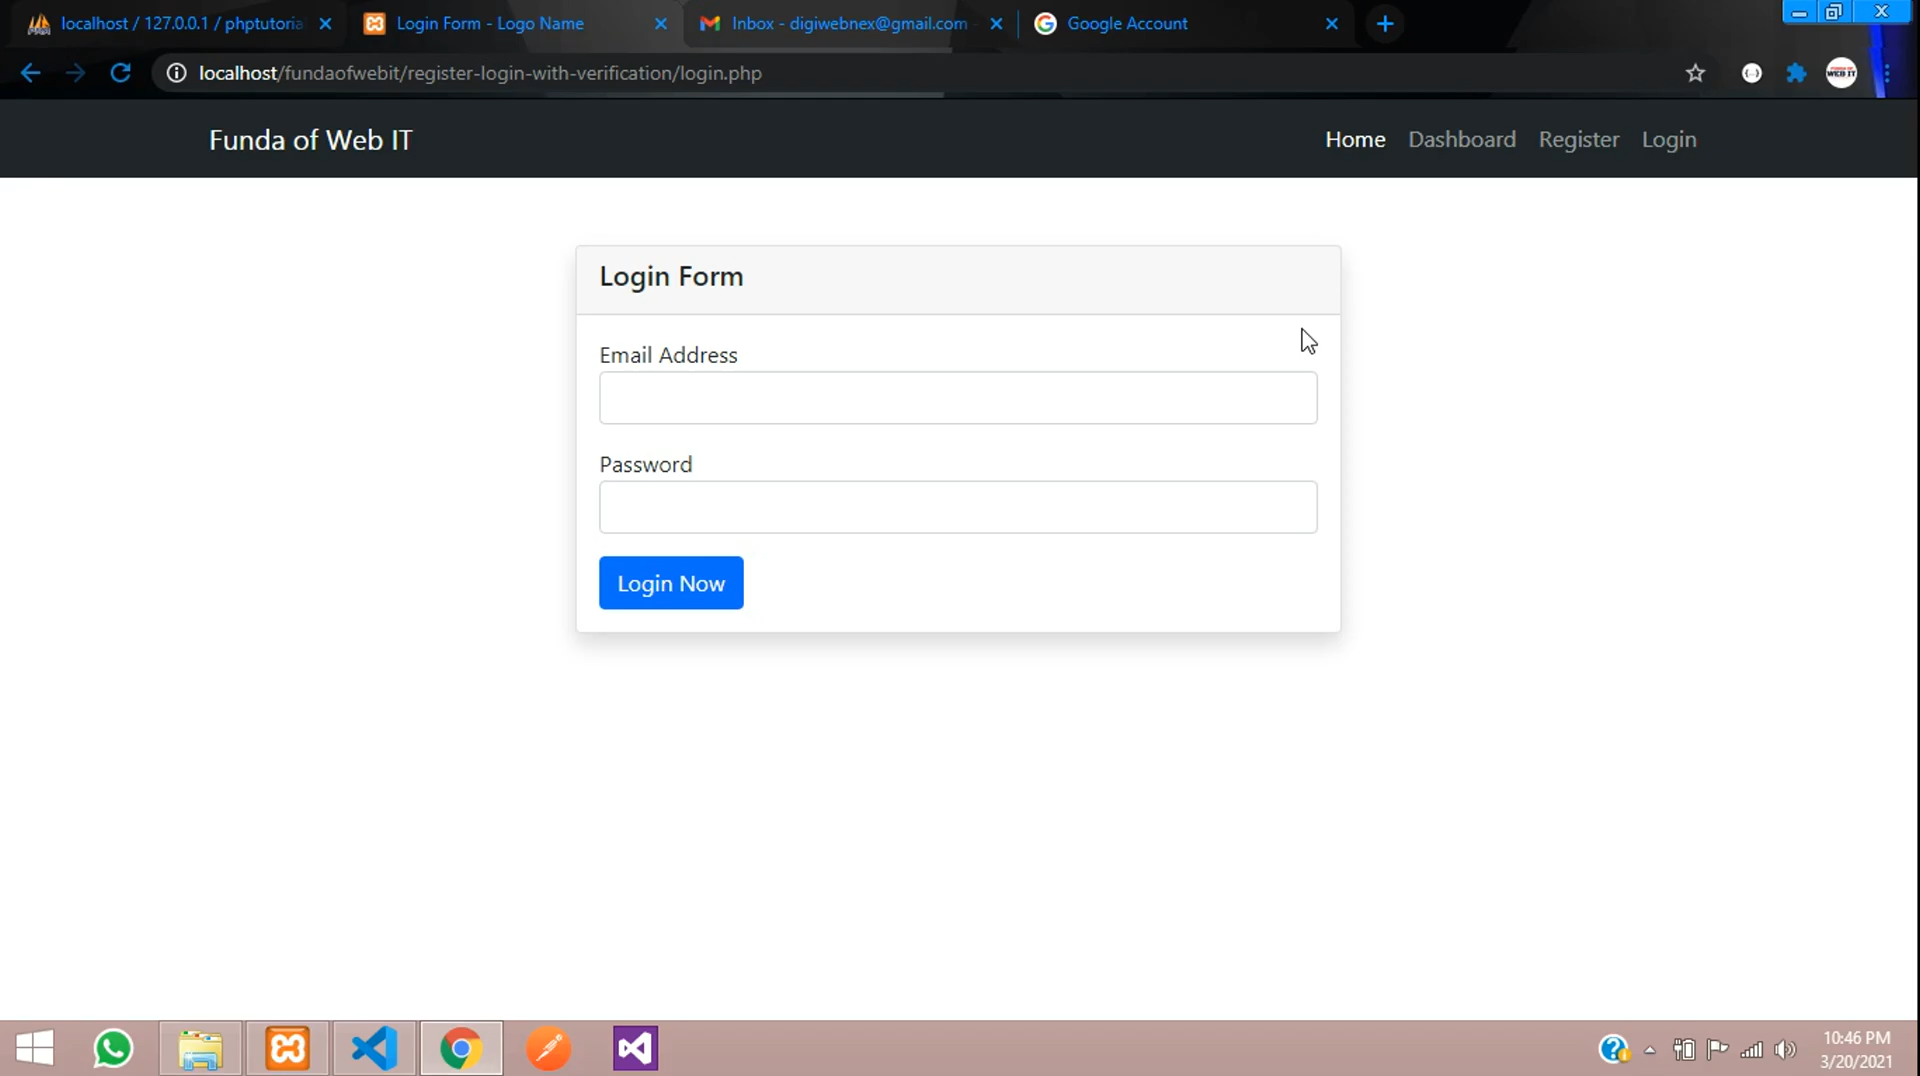 localhost / 127.0.0.1 / phptutoria
Login Form - Logo Name
Inbox - digiwebnex@gmail.com -
Google Account
localhost/fundaofwebit/register-login-with-verification/login.php
WEB IT
Funda of Web IT
Home
Dashboard
Register
Login
Login Form
Email Address
Password
Login Now
10:46 PM
3/20/2021